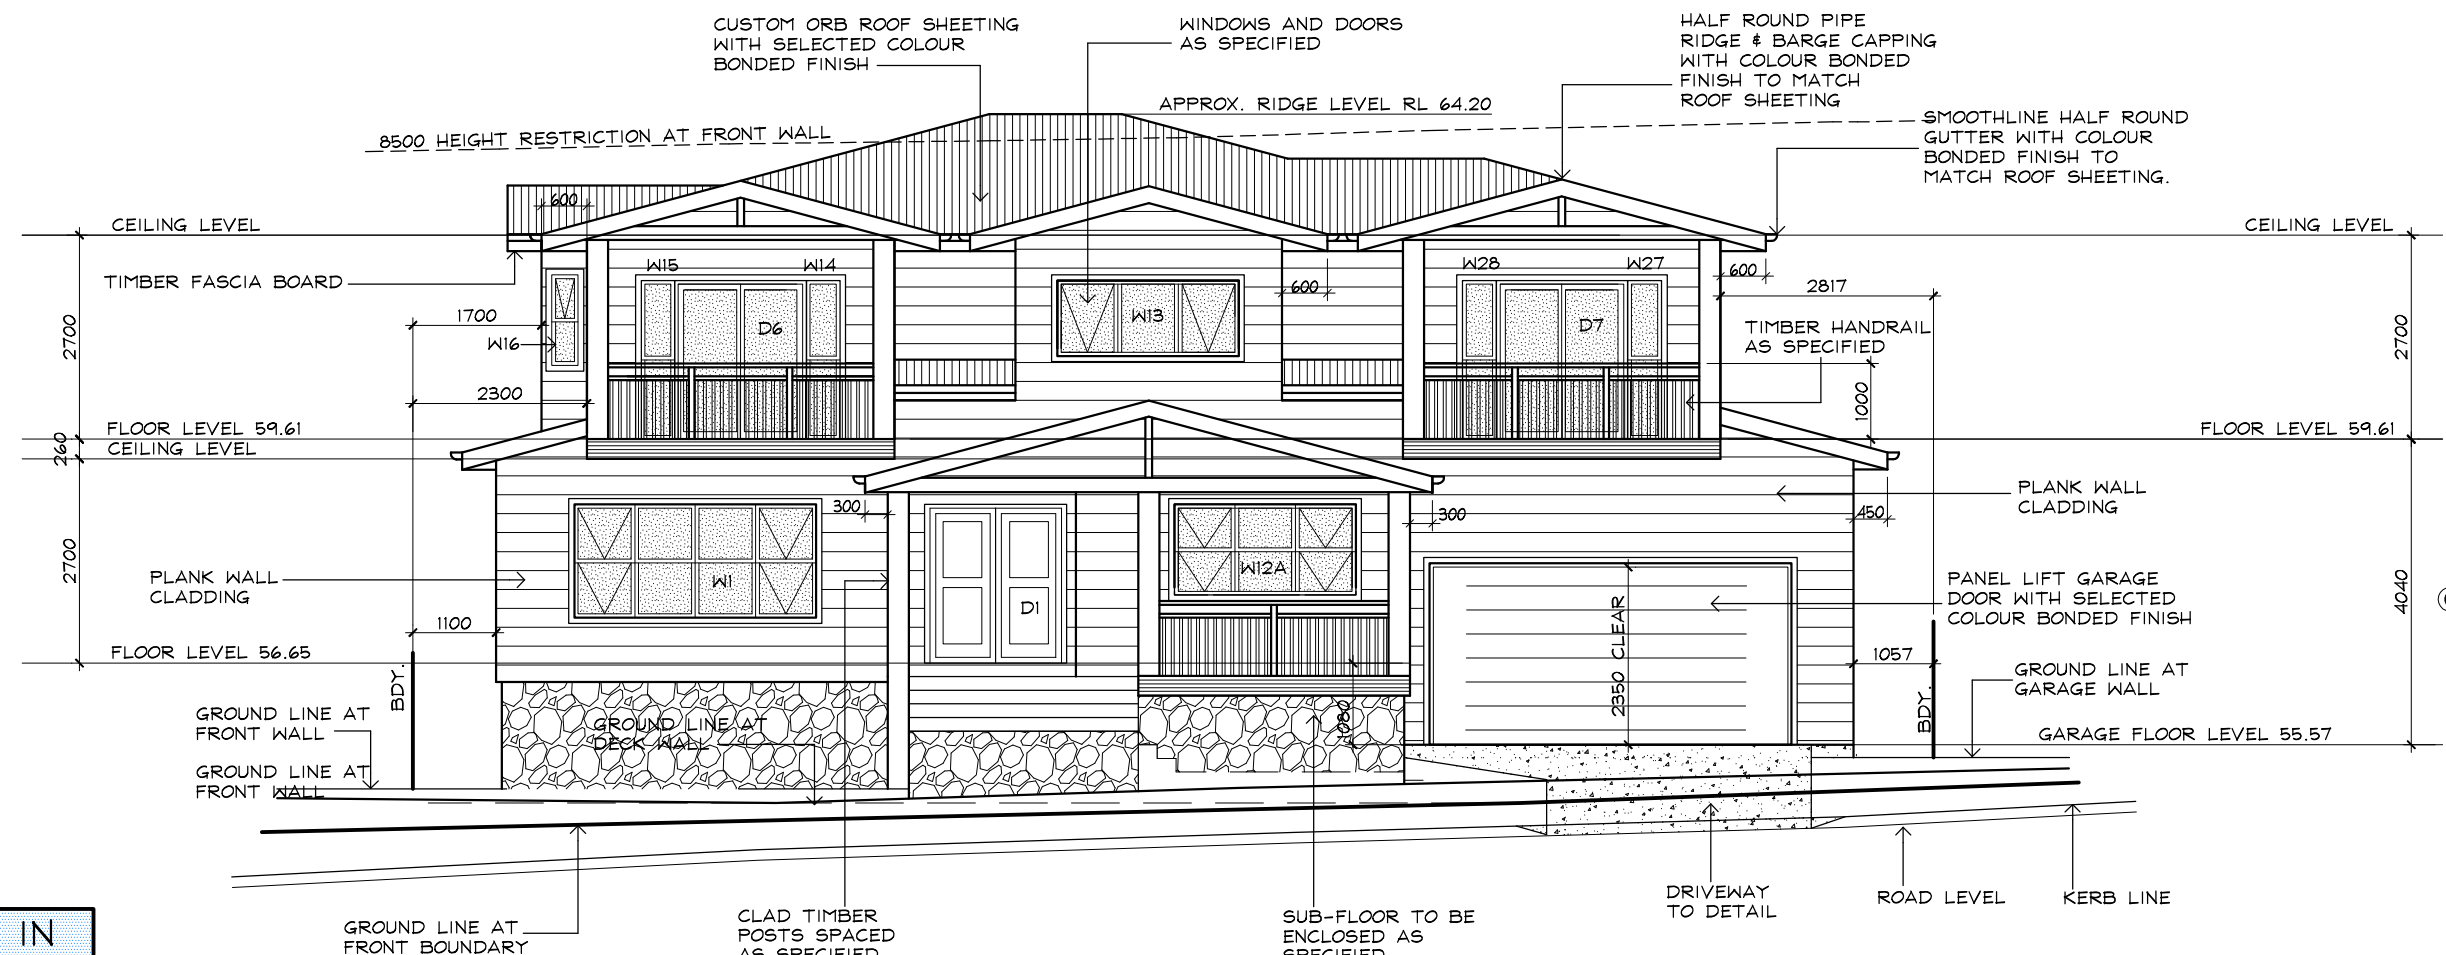 CUSTOM ORB ROOF SHEETING
WITH SELECTED COLOUR
BONDED FINISH
WINDOWS AND DOORS
AS SPECIFIED
HALF ROUND PIPE
RIDGE & BARGE CAPPING
WITH COLOUR BONDED
FINISH TO MATCH
ROOF SHEETING
APPROX. RIDGE LEVEL RL 64.20
8500 HEIGHT RESTRICTION AT FRONT WALL
SMOOTHLINE HALF ROUND
GUTTER WITH COLOUR
BONDED FINISH TO
MATCH ROOF SHEETING.
600
CEILING LEVEL
CEILING LEVEL
TIMBER FASCIA BOARD
W15
W14
W28
W27
600
600
2817
1700
W16
2700
D6
W13
D7
TIMBER HANDRAIL
AS SPECIFIED
2700
2300
1000
FLOOR LEVEL 59.61
FLOOR LEVEL 59.61
260
CEILING LEVEL
PLANK WALL
CLADDING
300
300
450
2700
PLANK WALL
CLADDING
W1
W12A
D1
PANEL LIFT GARAGE
DOOR WITH SELECTED
COLOUR BONDED FINISH
4040
2350 CLEAR
1100
FLOOR LEVEL 56.65
BDY.
1057
GROUND LINE AT
GARAGE WALL
BDY.
GROUND LINE AT
FRONT WALL
GROUND LINE AT
DECK WALL
1080
GARAGE FLOOR LEVEL 55.57
GROUND LINE AT
FRONT WALL
DRIVEWAY
TO DETAIL
ROAD LEVEL
KERB LINE
IN
GROUND LINE AT
FRONT BOUNDARY
CLAD TIMBER
POSTS SPACED
AS SPECIFIED
SUB-FLOOR TO BE
ENCLOSED AS
SPECIFIED